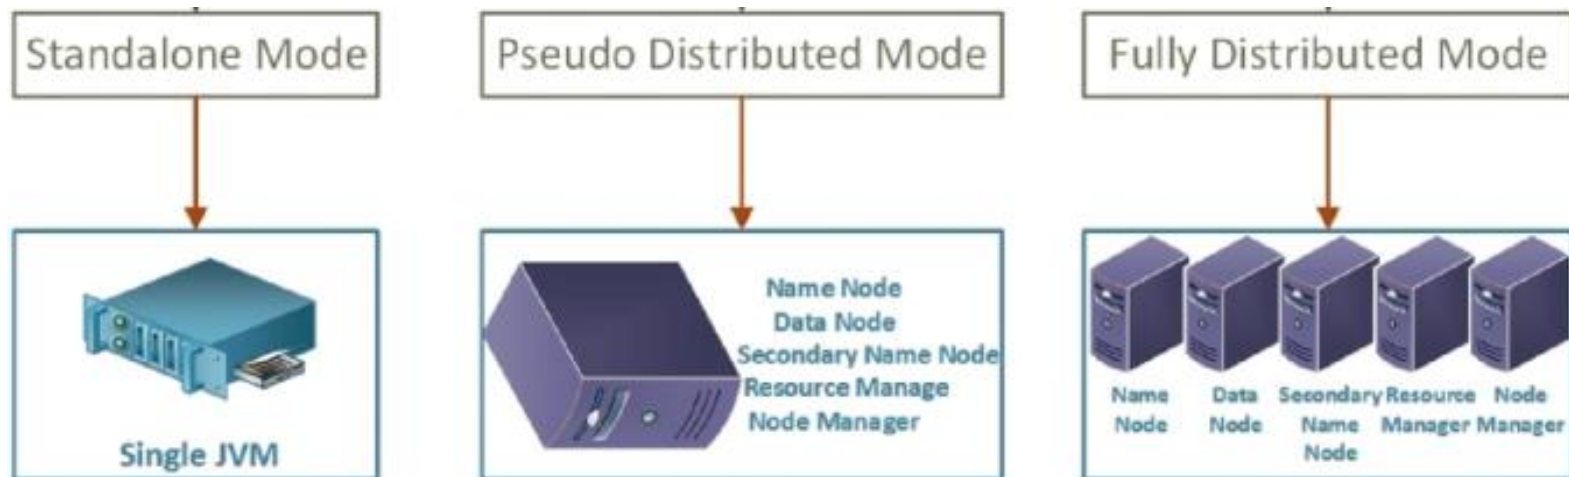 Standalone Mode
Pseudo Distributed Mode
Fully Distributed Mode
Single JVM
Name Node
Data Node
Secondary Name Node
Resource Manage
Node Manager
Name
Node
Data
Node
Secondary
Name
Node
Resource
Manager
Node
Manager